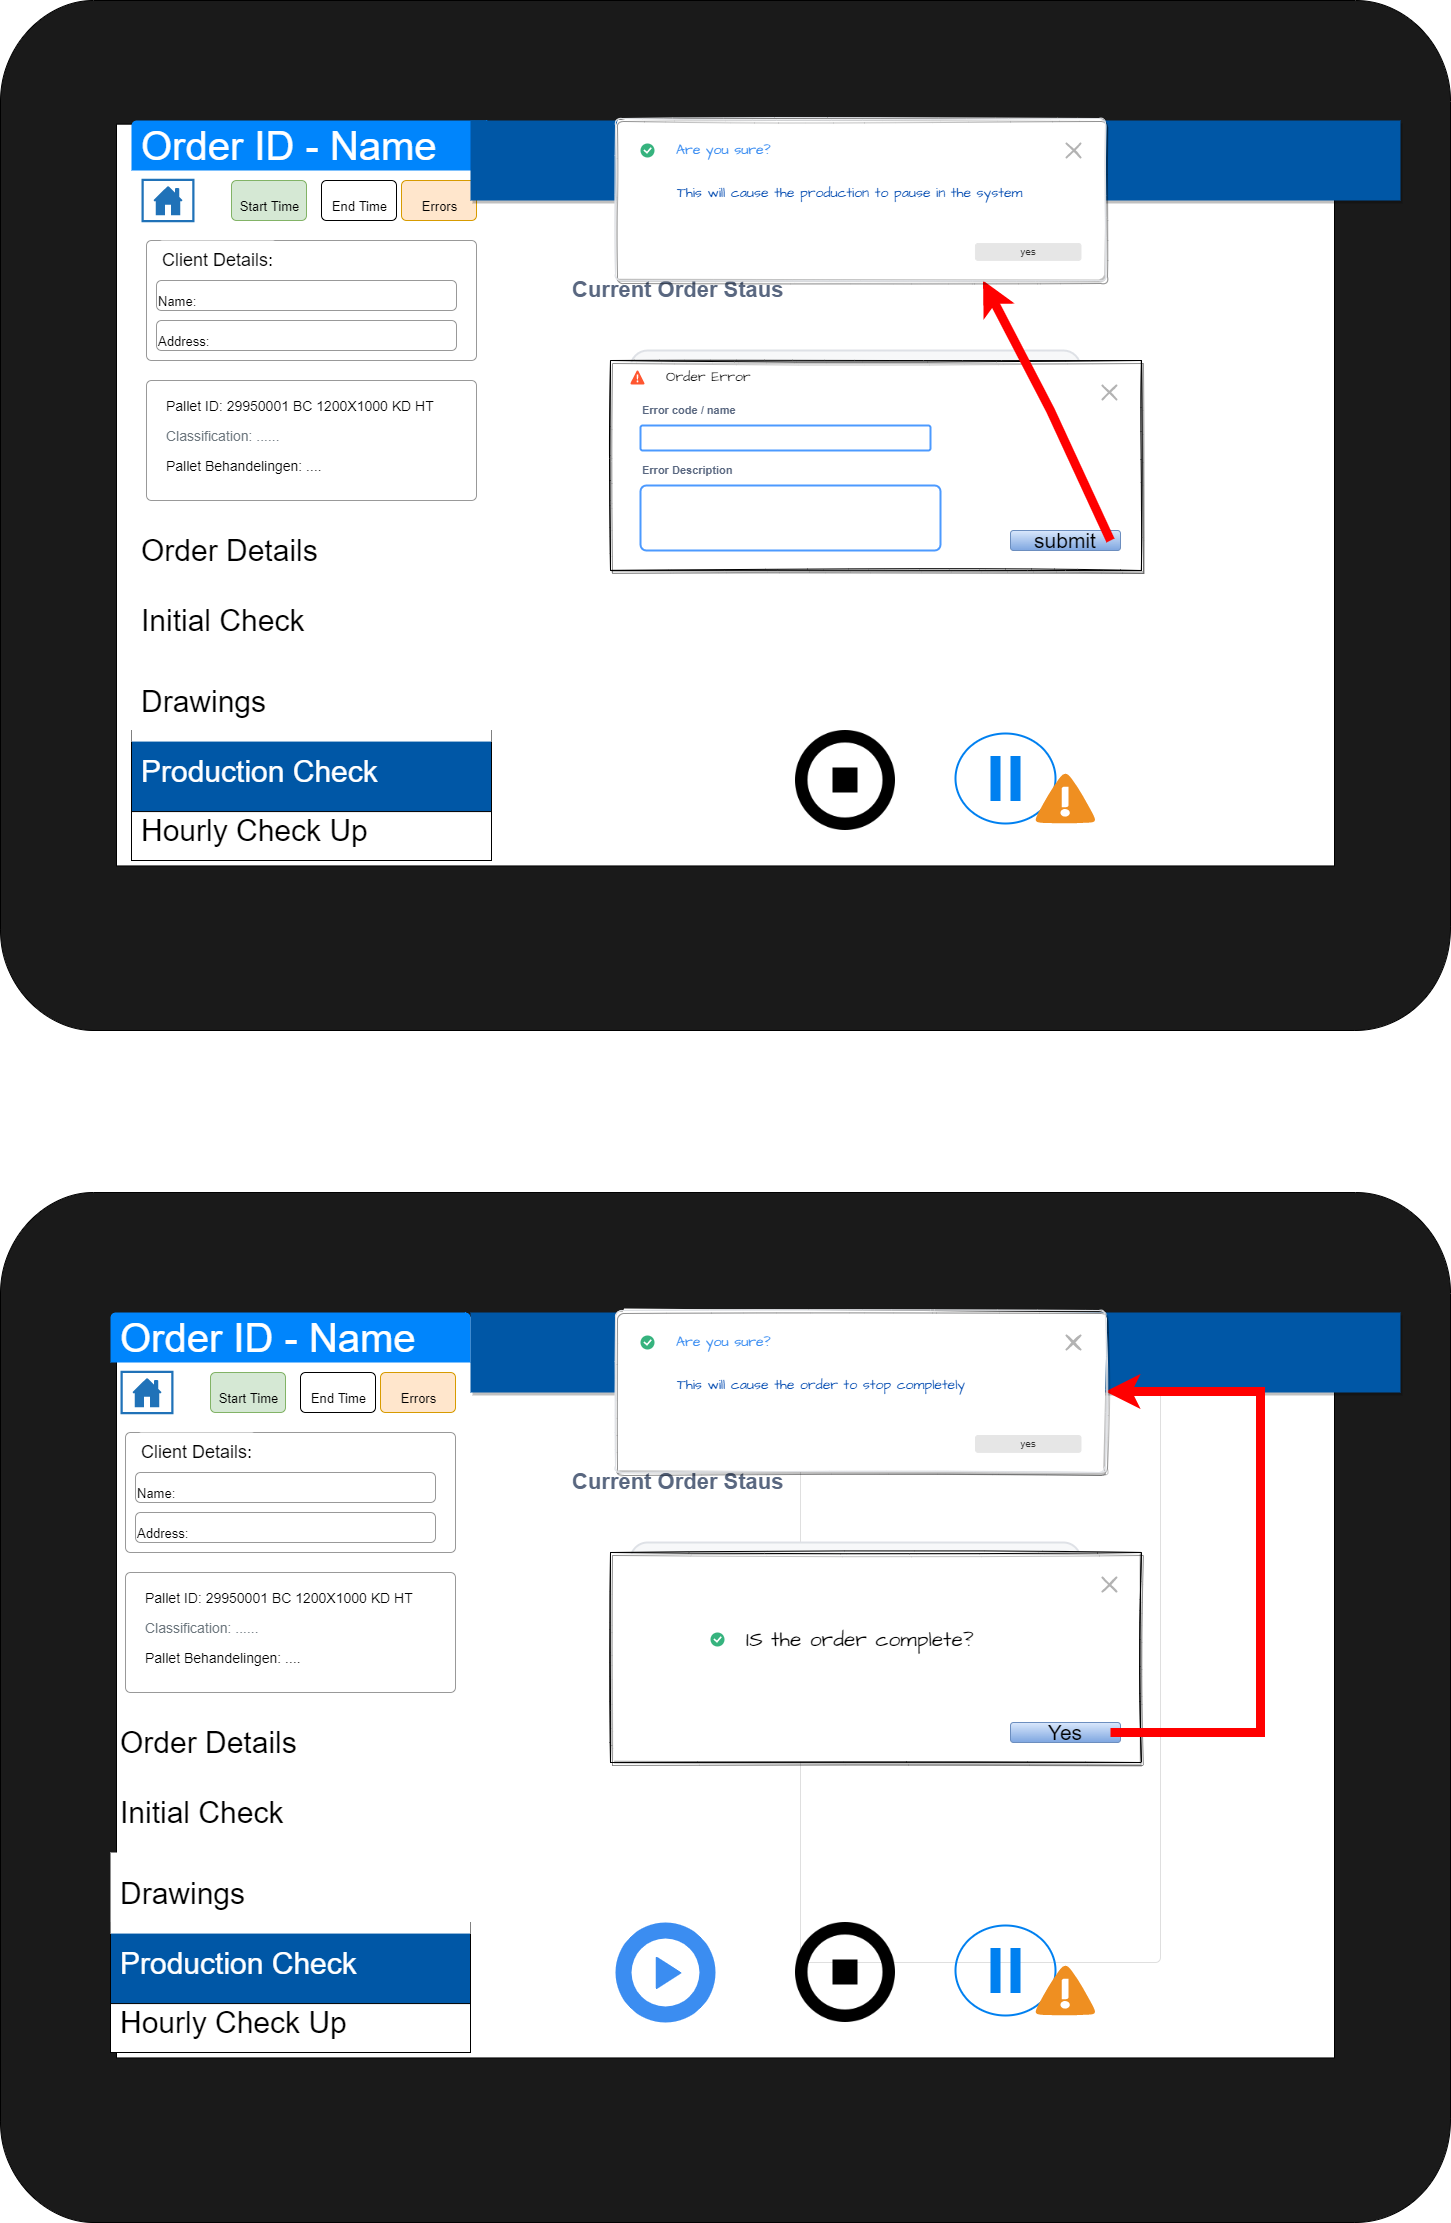 Order ID - Name
Start Time
End Time
Errors
Client Details:
Name:
Address:
Pallet ID: 29950001 BC 1200X1000 KD HT
Classification: ......
Pallet Behandelingen: ....
Order Details
Initial Check
Drawings
Production Check
Hourly Check Up
Are you sure?
This will cause the production to pause in the system
yes
Current Order Staus
Order Error
Error code / name
Error Description
submit
Order ID - Name
Start Time
End Time
Errors
Client Details:
Name:
Address:
Pallet ID: 29950001 BC 1200X1000 KD HT
Classification: ......
Pallet Behandelingen: ....
Order Details
Initial Check
Drawings
Production Check
Hourly Check Up
Are you sure?
This will cause the order to stop completely
yes
Current Order Staus
IS the order complete?
Yes